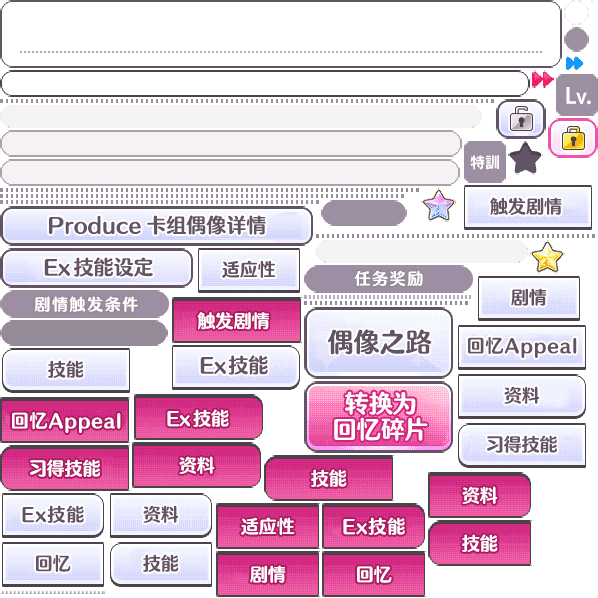 Lv.
特訓
触发剧情
Produce 卡组偶像详情
Ex技能设定
适应性
任务奖励
剧情
剧情触发条件
触发剧情
偶像之路
回忆Appeal
技能
Ex技能
资料
转换为
回忆碎片
回忆Appeal
Ex技能
习得技能
习得技能
资料
技能
资料
Ex技能
资料
适应性
Ex技能
技能
回忆
技能
剧情
回忆